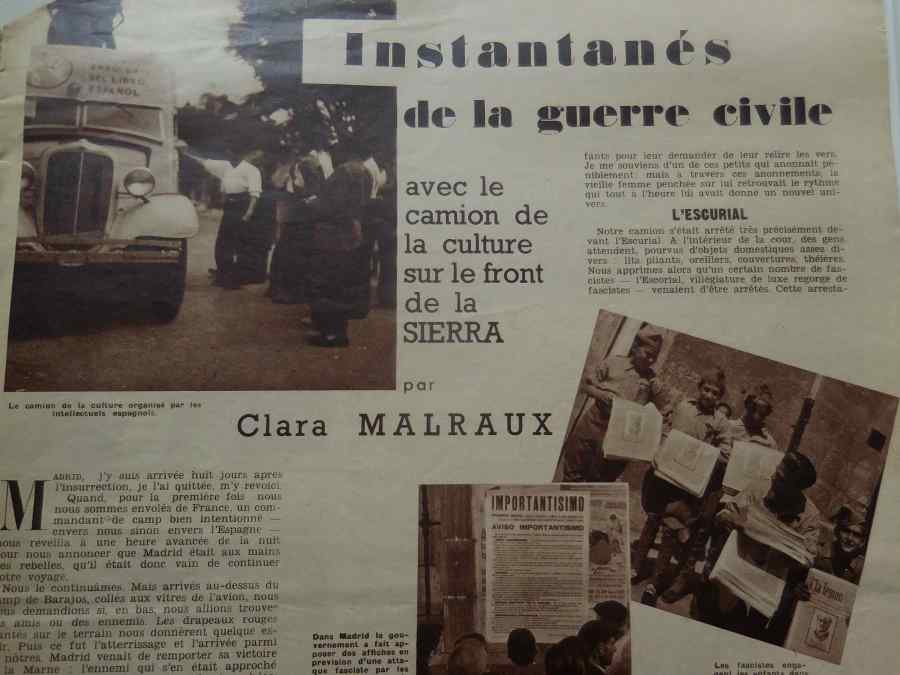 Instantanés
de la guerre civile
avec le
camion de
la culture
sur le front
de la
SIERRA
par
Clara MALRAUX
DEL LIBRO
ESPAÑOL
Le camion de la culture organisé par les
intellectuels espagnols.
MADRID, j'y suis arrivée huit jours après
l'insurrection, je l'ai quittée, m'y revoici.
Quand, pour la première fois nous
nous sommes envolés de France, un com-
mandant de camp bien intentionné —
envers nous sinon envers l'Espagne —
nous réveilla à une heure avancée de la nuit
pour nous annoncer que Madrid était aux mains
des rebelles, qu'il était donc vain de continuer
notre voyage.
Nous le continuâmes. Mais arrivés au-dessus du
camp de Barajos, collés aux vitres de l'avion, nous
nous demandions si, en bas, nous allions trouver
des amis ou des ennemis. Les drapeaux rouges
plantés sur le terrain nous donnèrent quelque es-
poir. Puis ce fut l'atterrissage et l'arrivée parmi
les nôtres. Madrid venait de remporter sa victoire
de la Marne : l'ennemi qui s'en était approché
fants pour leur demander de leur relire les vers.
Je me souviens d'un de ces petits qui anonnait pé-
niblement: mais à travers ces anonnements, la
vieille femme penchée sur lui retrouvait le rythme
qui tout à l'heure lui avait donné un nouvel uni-
vers.
L'ESCURIAL
Notre camion s'était arrêté très précisément de-
vant l'Escurial. A l'intérieur de la cour, des gens
attendent, pourvus d'objets domestiques assez di-
vers : lits pliants, oreillers, couvertures, théières.
Nous apprîmes alors qu'un certain nombre de fas-
cistes — l'Escorial, villégiature de luxe regorge de
fascistes — venaient d'être arrêtés. Cette arresta-
IMPORTANTISIMO
AVISO IMPORTANTISIMO
Dans Madrid le gou-
vernement a fait ap-
poser des affiches en
prévision d'une atta-
que fasciste par les
Les fascistes enga-
gent les enfants dans